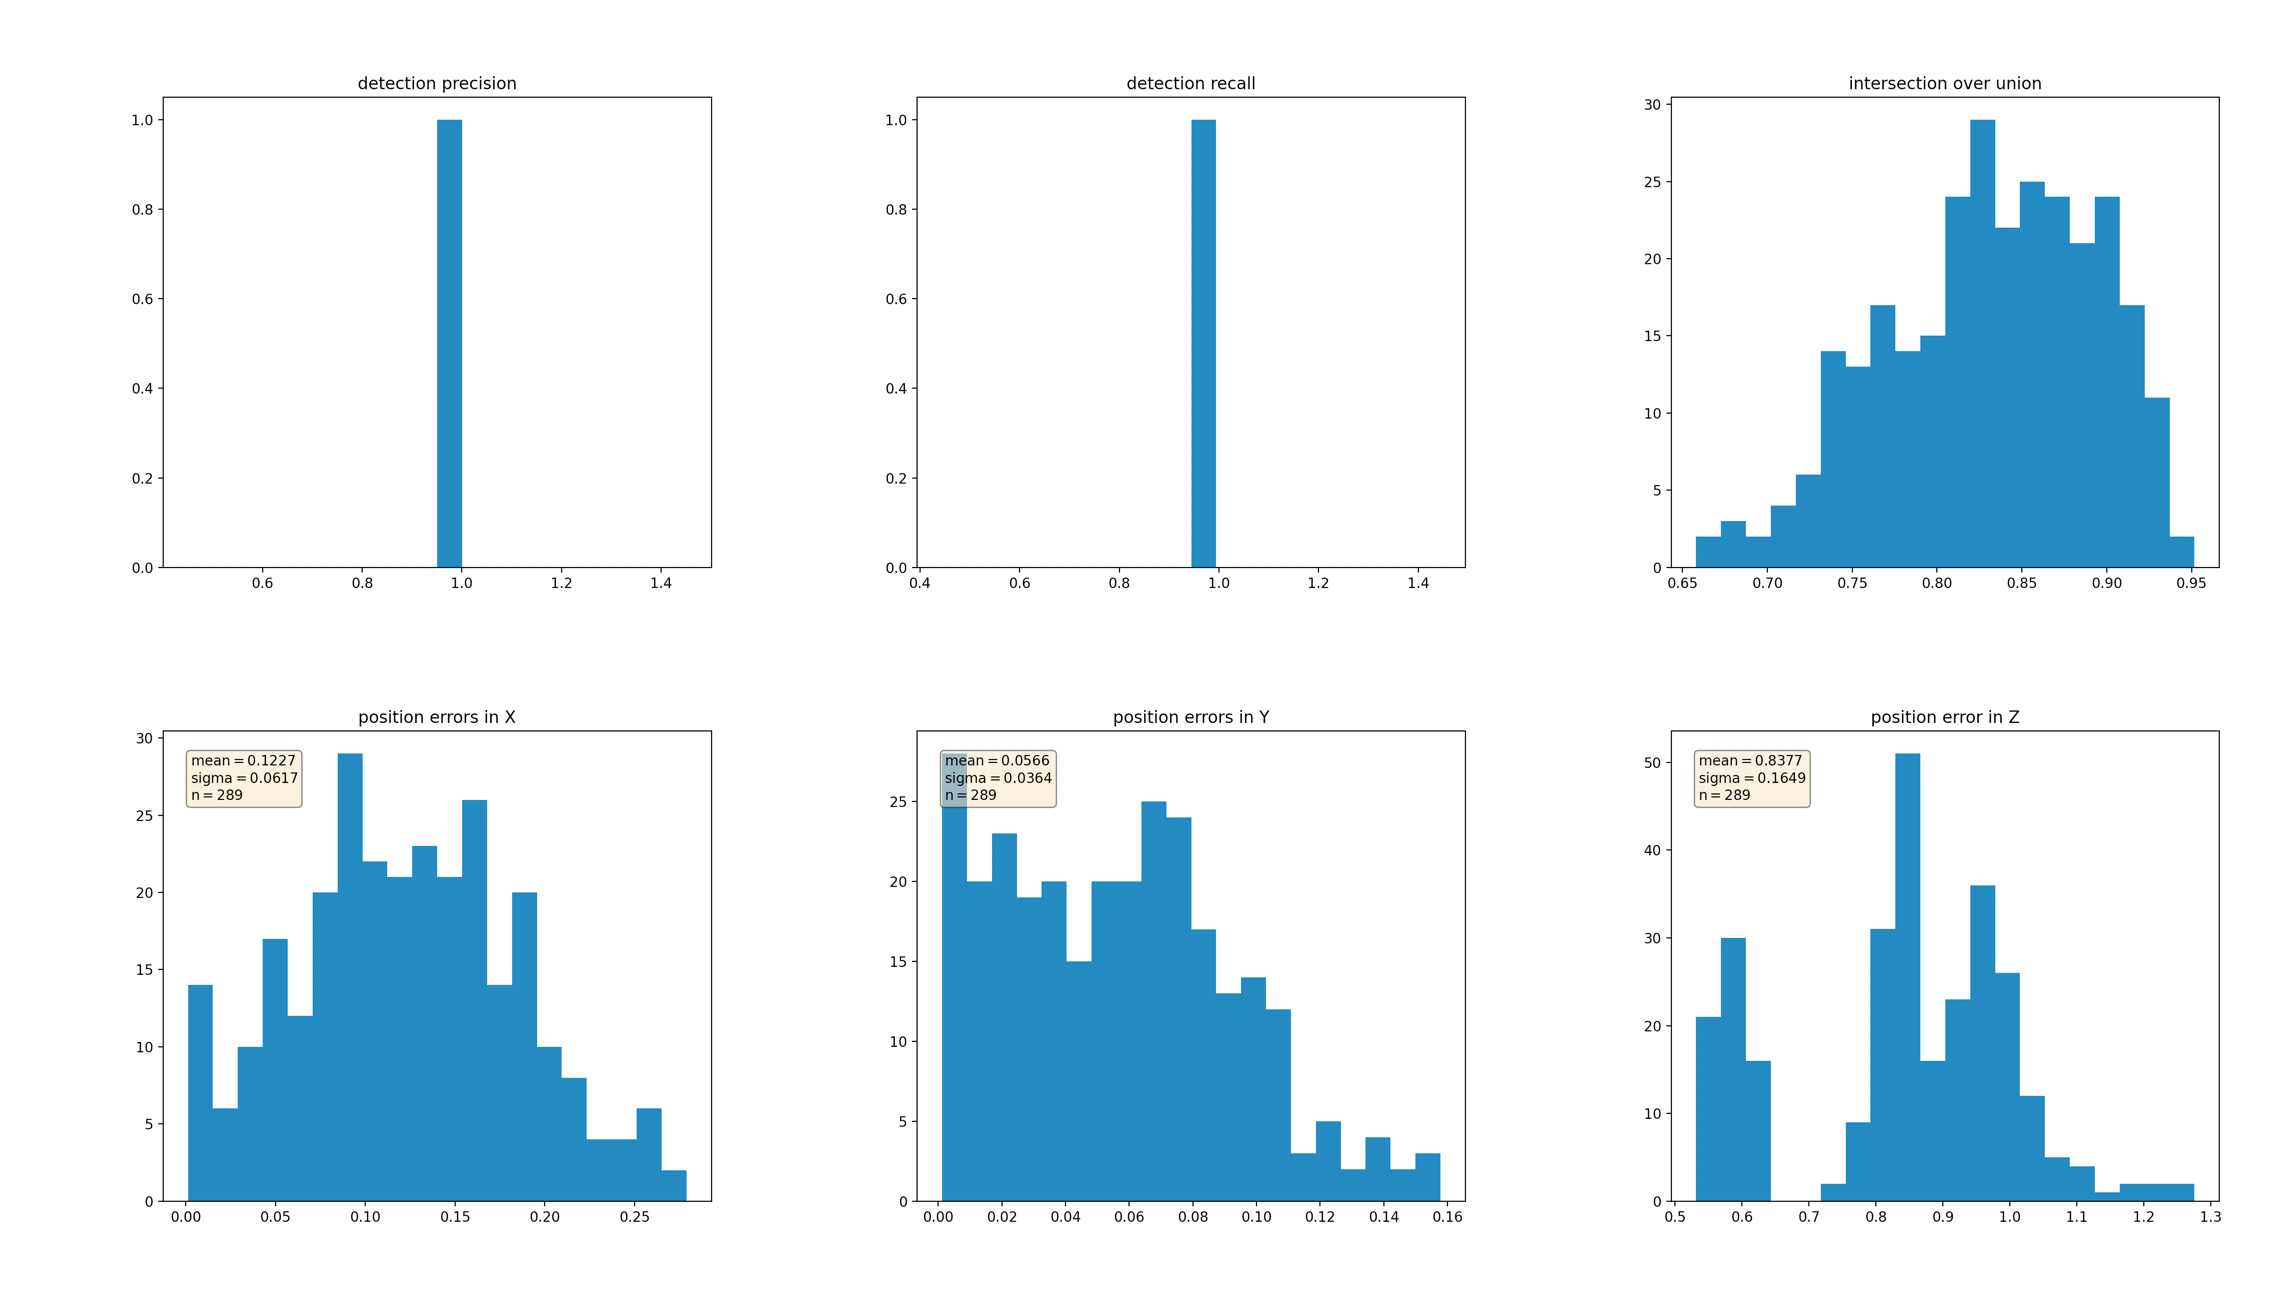 detection precision
1.0
0.8
0.6
0.4
0.2
0.0
0.6 0.8 1.0 1.2 1.4
detection recall
1.0
0.8
0.6
0.4
0.2
0.0
0.4 0.6 0.8 1.0 1.2 1.4
intersection over union
30
25
20
15
10
5
0
0.65 0.70 0.75 0.80 0.85 0.90 0.95
position errors in X
mean = 0.1227
sigma = 0.0617
n = 289
30
25
20
15
10
5
0
0.00 0.05 0.10 0.15 0.20 0.25
position errors in Y
mean = 0.0566
sigma = 0.0364
n = 289
25
20
15
10
5
0
0.00 0.02 0.04 0.06 0.08 0.10 0.12 0.14 0.16
position error in Z
mean = 0.8377
sigma = 0.1649
n = 289
50
40
30
20
10
0
0.5 0.6 0.7 0.8 0.9 1.0 1.1 1.2 1.3